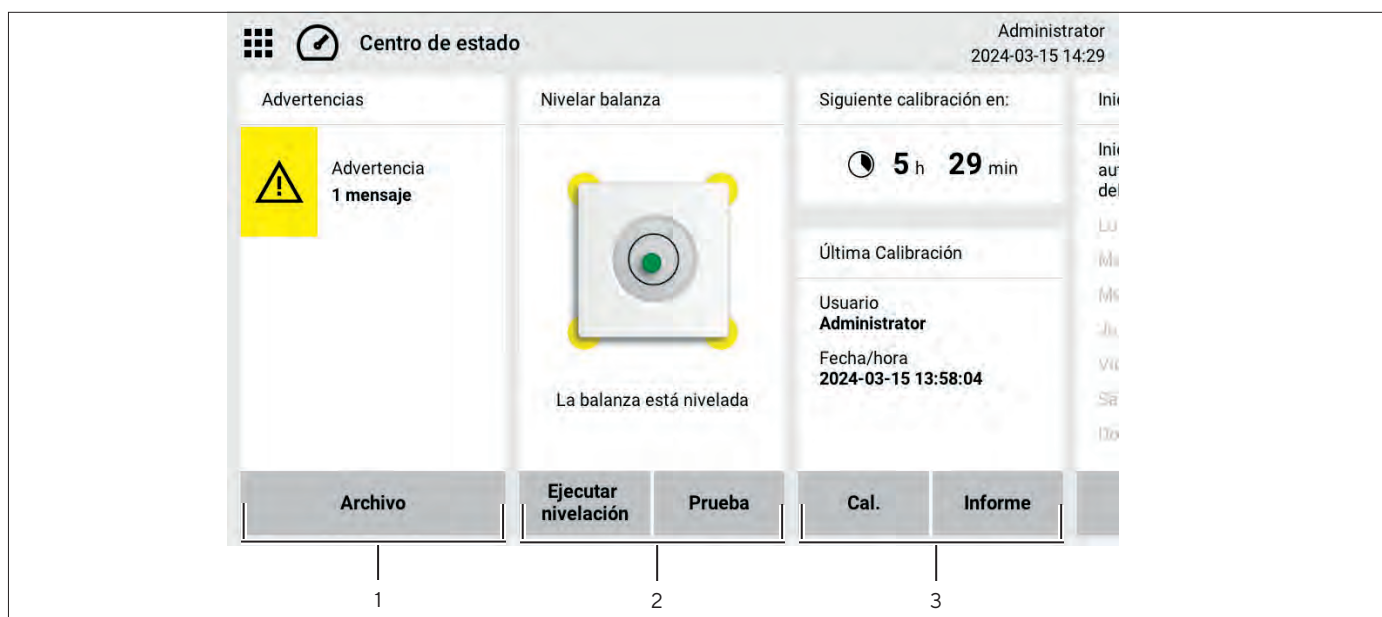 Centro de estado
Administrator
2024-03-15 14:29
Advertencias
Advertencia
1 mensaje
Archivo
Nivelar balanza
La balanza está nivelada
Ejecutar
nivelación
Prueba
Siguiente calibración en:
5 h 29 min
Última Calibración
Usuario
Administrator
Fecha/hora
2024-03-15 13:58:04
Cal.
Informe
1
2
3